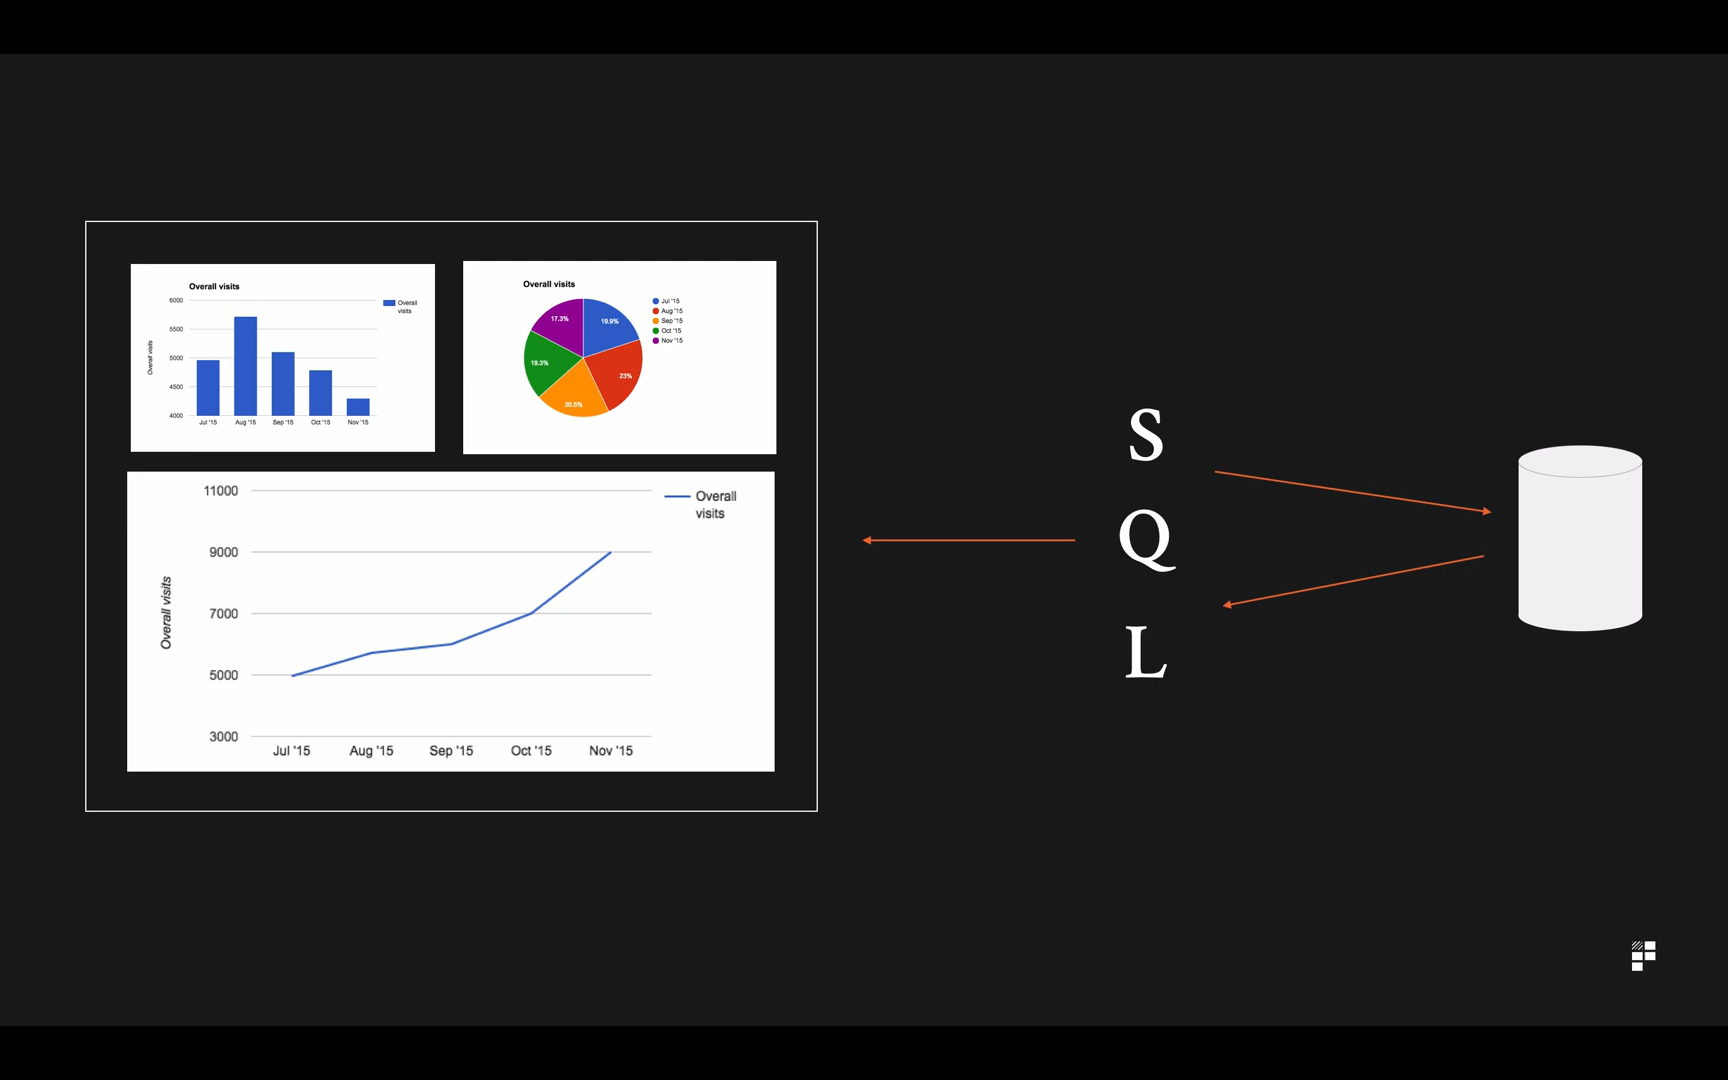 Overall visits
6000
5500
5000
4500
4000
Overall visits
Jul '15 Aug '15 Sep '15 Oct '15 Nov '15
Overall
visits
Overall visits
19.9%
23%
20.5%
19.3%
17.3%
Jul '15
Aug '15
Sep '15
Oct '15
Nov '15
11000
9000
7000
5000
3000
Overall visits
Jul '15 Aug '15 Sep '15 Oct '15 Nov '15
Overall
visits
S
Q
L